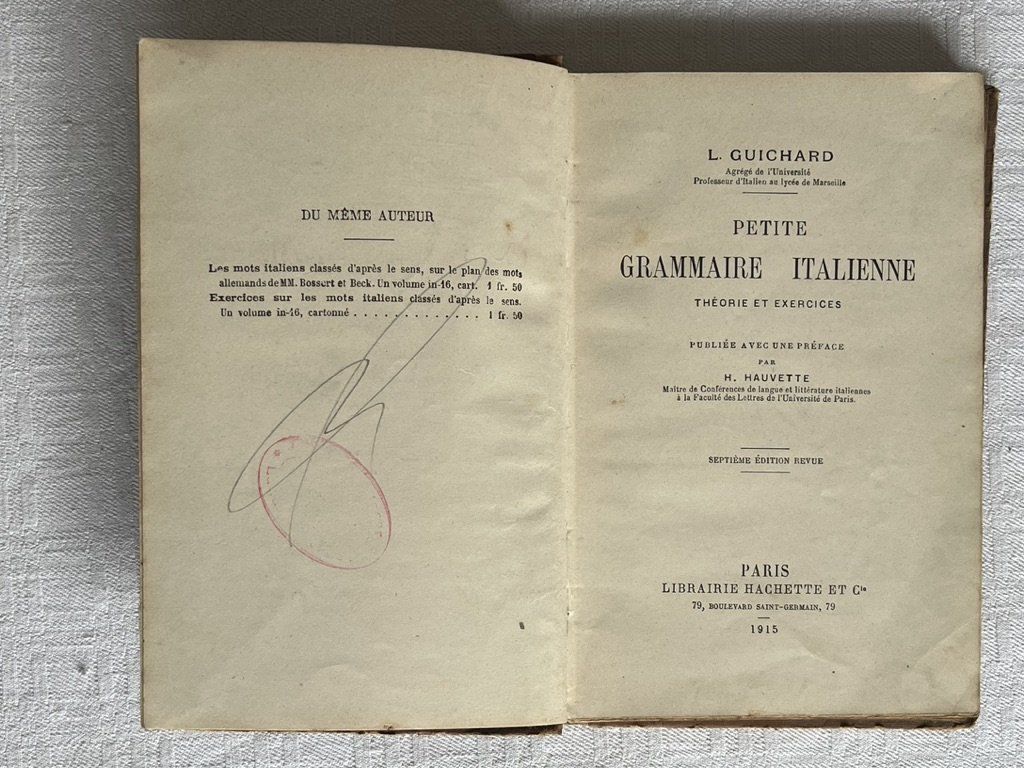 DU MÊME AUTEUR
Les mots italiens classés d'après le sens, sur le plan des mots
allemands de MM. Bossert et Beck. Un volume in-16, cart. 1 fr. 50
Exercices sur les mots italiens classés d'après le sens.
Un volume in-16, cartonné . . . . . . . . . . . . . 1 fr. 50
L. GUICHARD
Agrégé de l'Université
Professeur d'Italien au lycée de Marseille
PETITE
GRAMMAIRE ITALIENNE
THÉORIE ET EXERCICES
PUBLIÉE AVEC UNE PRÉFACE
PAR
H. HAUVETTE
Maître de Conférences de langue et littérature italiennes
à la Faculté des Lettres de l'Université de Paris.
SEPTIÈME ÉDITION REVUE
PARIS
LIBRAIRIE HACHETTE ET Cie
79, BOULEVARD SAINT-GERMAIN, 79
1915